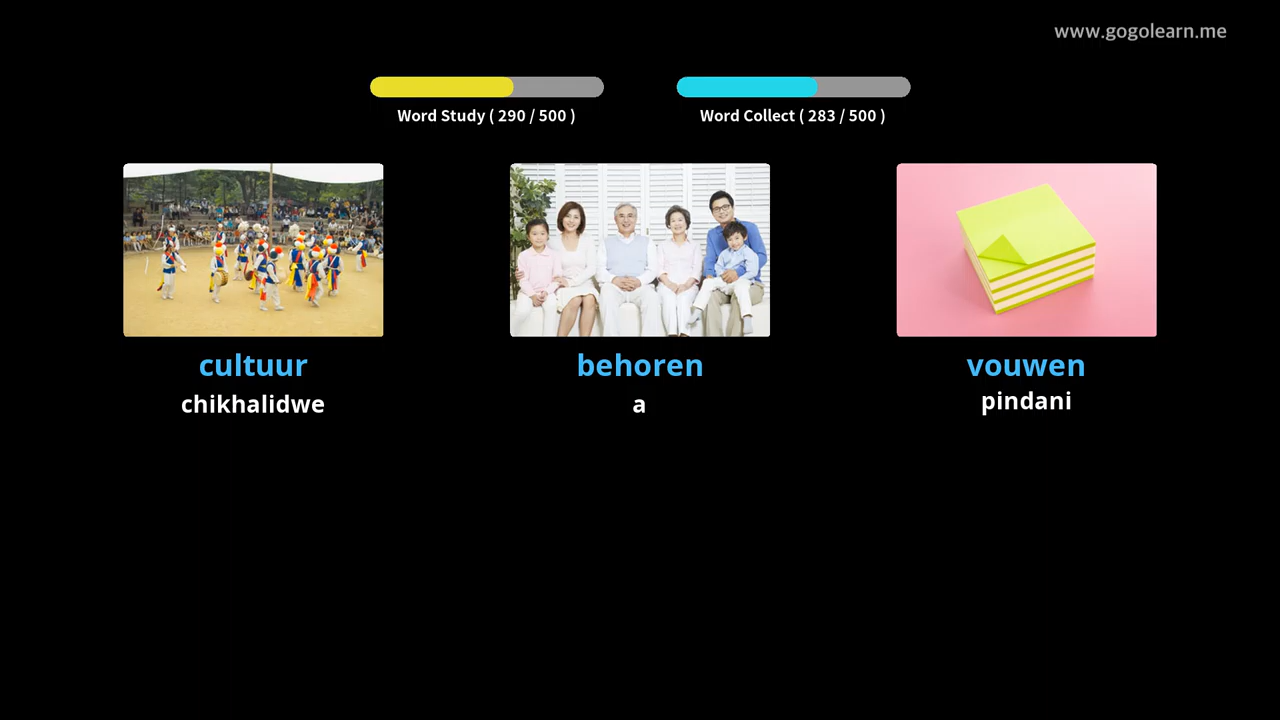 www.gogolearn.me
Word Study ( 290 / 500 )
Word Collect ( 283 / 500 )
cultuur
chikhalidwe
behoren
a
vouwen
pindani